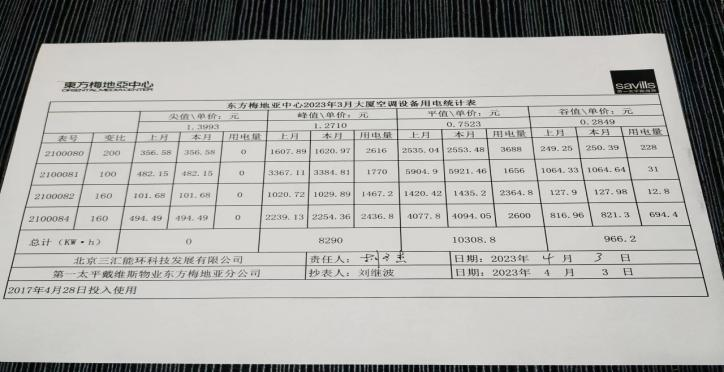 東方梅地亞中心
ORIENTAL MEDIA CENTER
savills
第一太平戴维斯
东方梅地亚中心2023年3月大厦空调设备用电统计表
尖值\单价：元 峰值\单价：元 平值\单价：元 谷值\单价：元
1.3993 1.2710 0.7523 0.2849
表号 变比 上月 本月 用电量 上月 本月 用电量 上月 本月 用电量 上月 本月 用电量
2100080 200 356.58 356.58 0 1607.89 1620.97 2616 2535.04 2553.48 3688 249.25 250.39 228
2100081 100 482.15 482.15 0 3367.11 3384.81 1770 5904.9 5921.46 1656 1064.33 1064.64 31
2100082 160 101.68 101.68 0 1020.72 1029.89 1467.2 1420.42 1435.2 2364.8 127.9 127.98 12.8
2100084 160 494.49 494.49 0 2239.13 2254.36 2436.8 4077.8 4094.05 2600 816.96 821.3 694.4
总计（KW·h） 0 8290 10308.8 966.2
北京三汇能环科技发展有限公司 责任人： 日期：2023年 4 月 3 日
第一太平戴维斯物业东方梅地亚分公司 抄表人：刘继波 日期：2023年 4 月 3 日
2017年4月28日投入使用